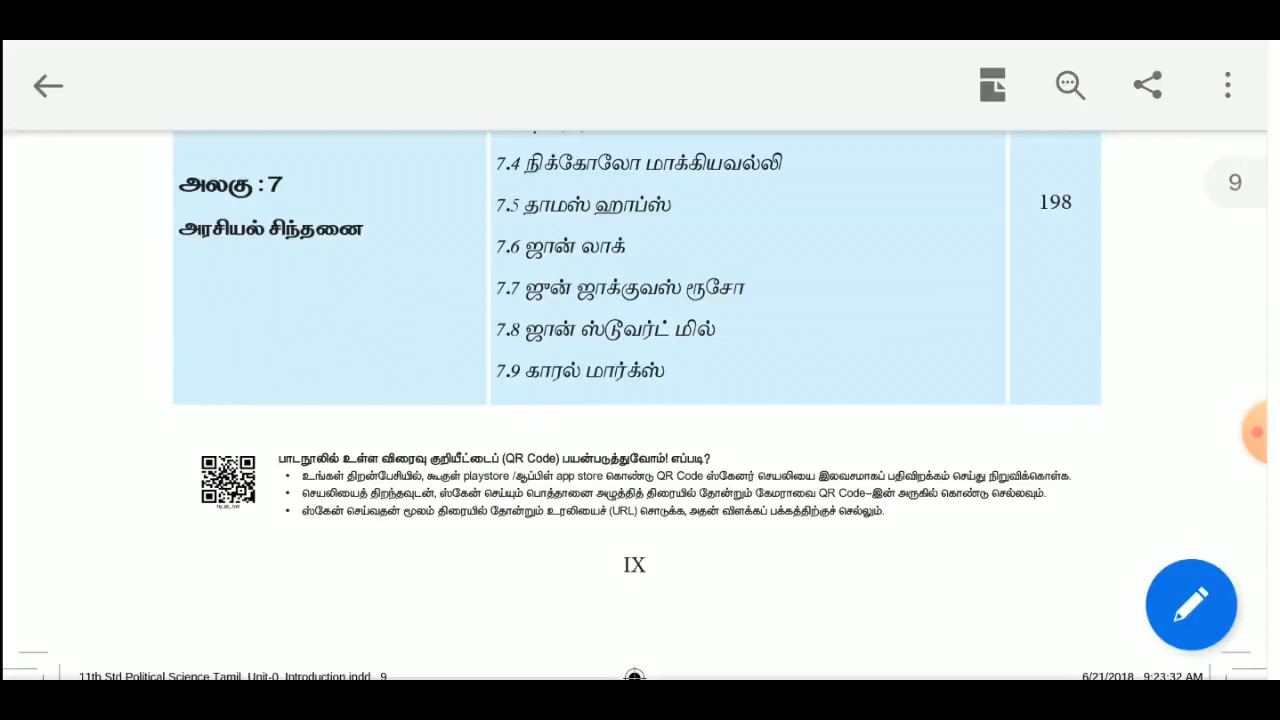 9
அலகு : 7
அரசியல் சிந்தனை
7.4 நிக்கோலோ மாக்கியவல்லி
7.5 தாமஸ் ஹாப்ஸ்
7.6 ஜான் லாக்
7.7 ஜுன் ஜாக்குவஸ் ரூசோ
7.8 ஜான் ஸ்டூவர்ட் மில்
7.9 காரல் மார்க்ஸ்
198
பாடநூலில் உள்ள விரைவு குறியீட்டைப் (QR Code) பயன்படுத்துவோம்! எப்படி?
• உங்கள் திறன்பேசியில், கூகுள் playstore /ஆப்பிள் app store கொண்டு QR Code ஸ்கேனர் செயலியை இலவசமாகப் பதிவிறக்கம் செய்து நிறுவிக்கொள்க.
• செயலியைத் திறந்தவுடன், ஸ்கேன் செய்யும் பொத்தானை அழுத்தித் திரையில் தோன்றும் கேமராவை QR Code-இன் அருகில் கொண்டு செல்லவும்.
• ஸ்கேன் செய்வதன் மூலம் திரையில் தோன்றும் உரலியைச் (URL) சொடுக்க, அதன் விளக்கப் பக்கத்திற்குச் செல்லும்.
IX
11th Std Political Science Tamil_Unit-0_Introduction.indd 9
6/21/2018 9:23:32 AM